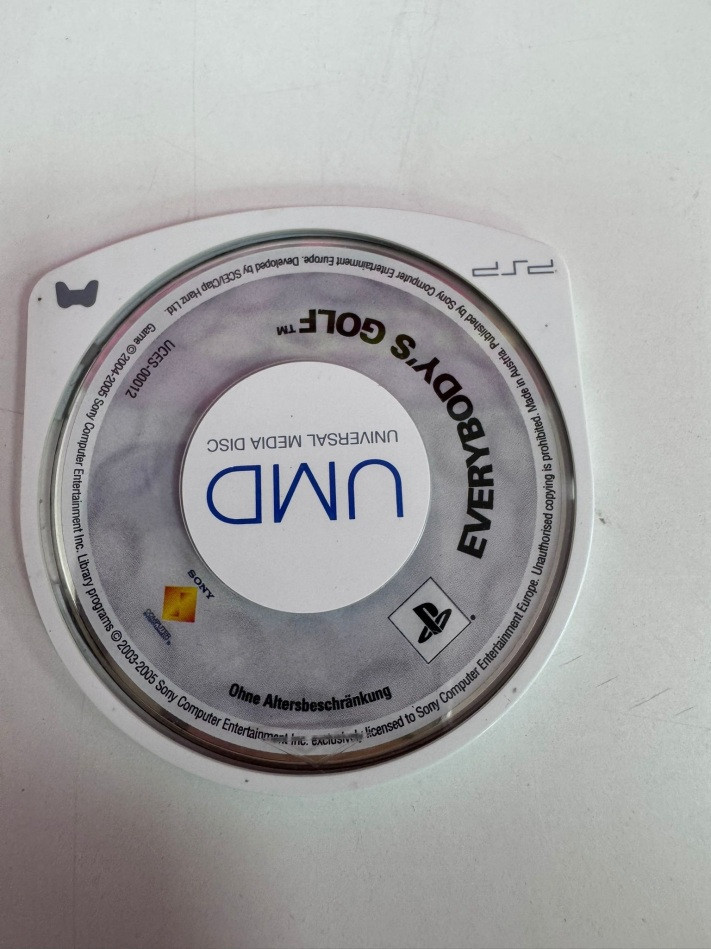 PSP
EVERYBODY'S GOLF™
UCES-00012
UMD
UNIVERSAL MEDIA DISC
SONY
COMPUTER
ENTERTAINMENT
Ohne Altersbeschränkung
Game © 2004-2005 Sony Computer Entertainment Inc. Library programs © 2003-2005 Sony Computer Entertainment Inc. exclusively licensed to Sony Computer Entertainment Europe. Unauthorised copying is prohibited. Made in Austria. Published by Sony Computer Entertainment Europe. Developed by SCEI/Clap Hanz Ltd.